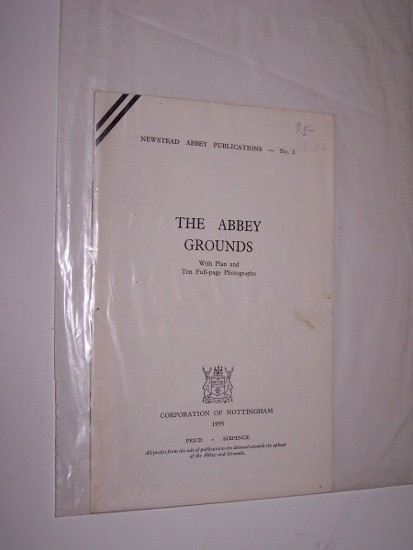 NEWSTEAD ABBEY PUBLICATIONS — No. 2
$5-
THE ABBEY
GROUNDS
With Plan and
Ten Full-page Photographs
CORPORATION OF NOTTINGHAM
1955
PRICE - SIXPENCE
All profits from the sale of publications are devoted towards the upkeep
of the Abbey and Grounds.